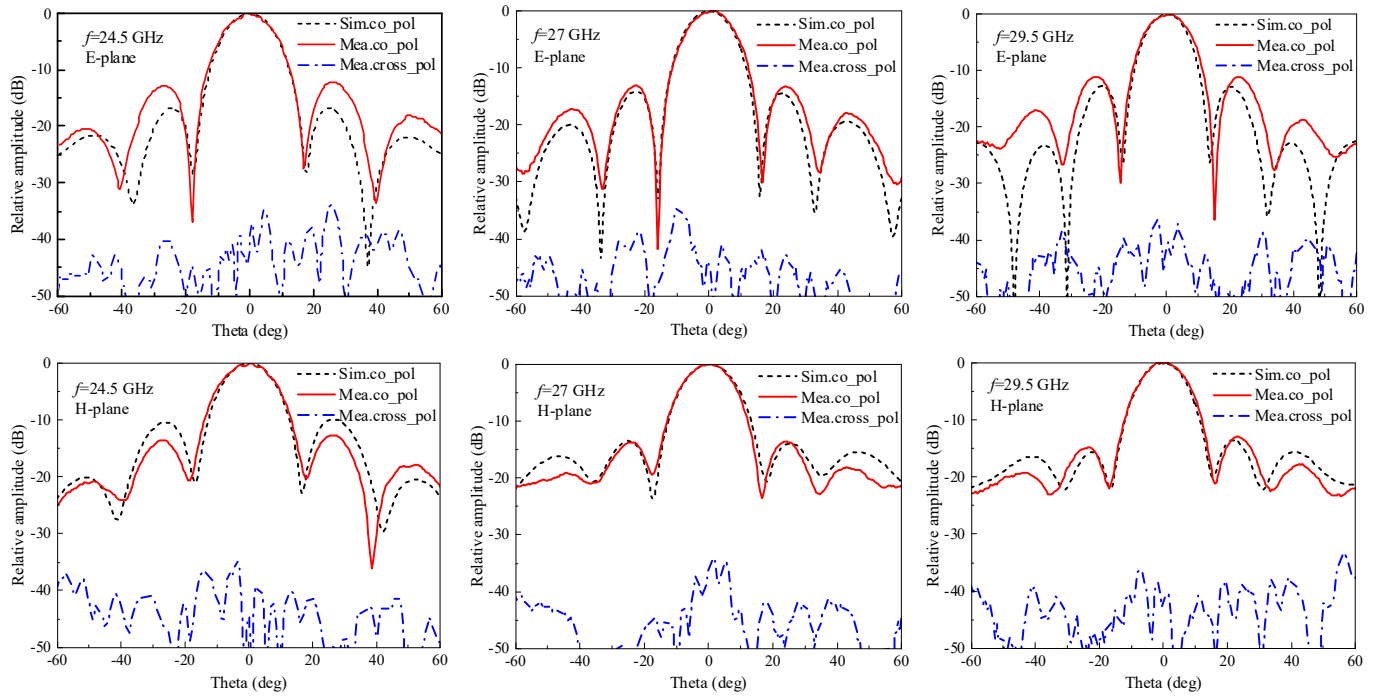 0
-10
-20
-30
-40
-50
Relative amplitude (dB)
f=24.5 GHz
E-plane
Sim.co_pol
Mea.co_pol
Mea.cross_pol
-60 -40 -20 0 20 40 60
Theta (deg)
0
-10
-20
-30
-40
-50
Relative amplitude (dB)
f=27 GHz
E-plane
Sim.co_pol
Mea.co_pol
Mea.cross_pol
-60 -40 -20 0 20 40 60
Theta (deg)
0
-10
-20
-30
-40
-50
Relative amplitude (dB)
f=29.5 GHz
E-plane
Sim.co_pol
Mea.co_pol
Mea.cross_pol
-60 -40 -20 0 20 40 60
Theta (deg)
0
-10
-20
-30
-40
-50
Relative amplitude (dB)
f=24.5 GHz
H-plane
Sim.co_pol
Mea.co_pol
Mea.cross_pol
-60 -40 -20 0 20 40 60
Theta (deg)
0
-10
-20
-30
-40
-50
Relative amplitude (dB)
f=27 GHz
H-plane
Sim.co_pol
Mea.co_pol
Mea.cross_pol
-60 -40 -20 0 20 40 60
Theta (deg)
0
-10
-20
-30
-40
-50
Relative amplitude (dB)
f=29.5 GHz
H-plane
Sim.co_pol
Mea.co_pol
Mea.cross_pol
-60 -40 -20 0 20 40 60
Theta (deg)